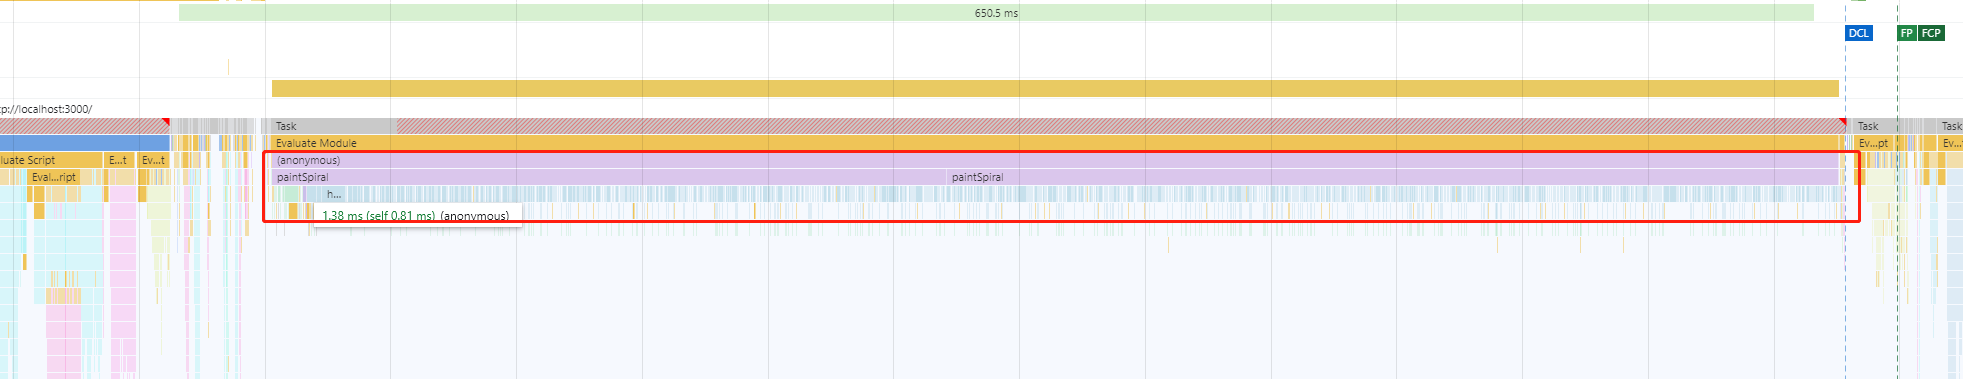 650.5 ms
DCL FP FCP
tp://localhost:3000/
Task Task Task
Evaluate Module Ev...pt Ev...
luate Script E...t Ev...t (anonymous)
Eval...ript paintSpiral paintSpiral
h...
1.38 ms (self 0.81 ms) (anonymous)